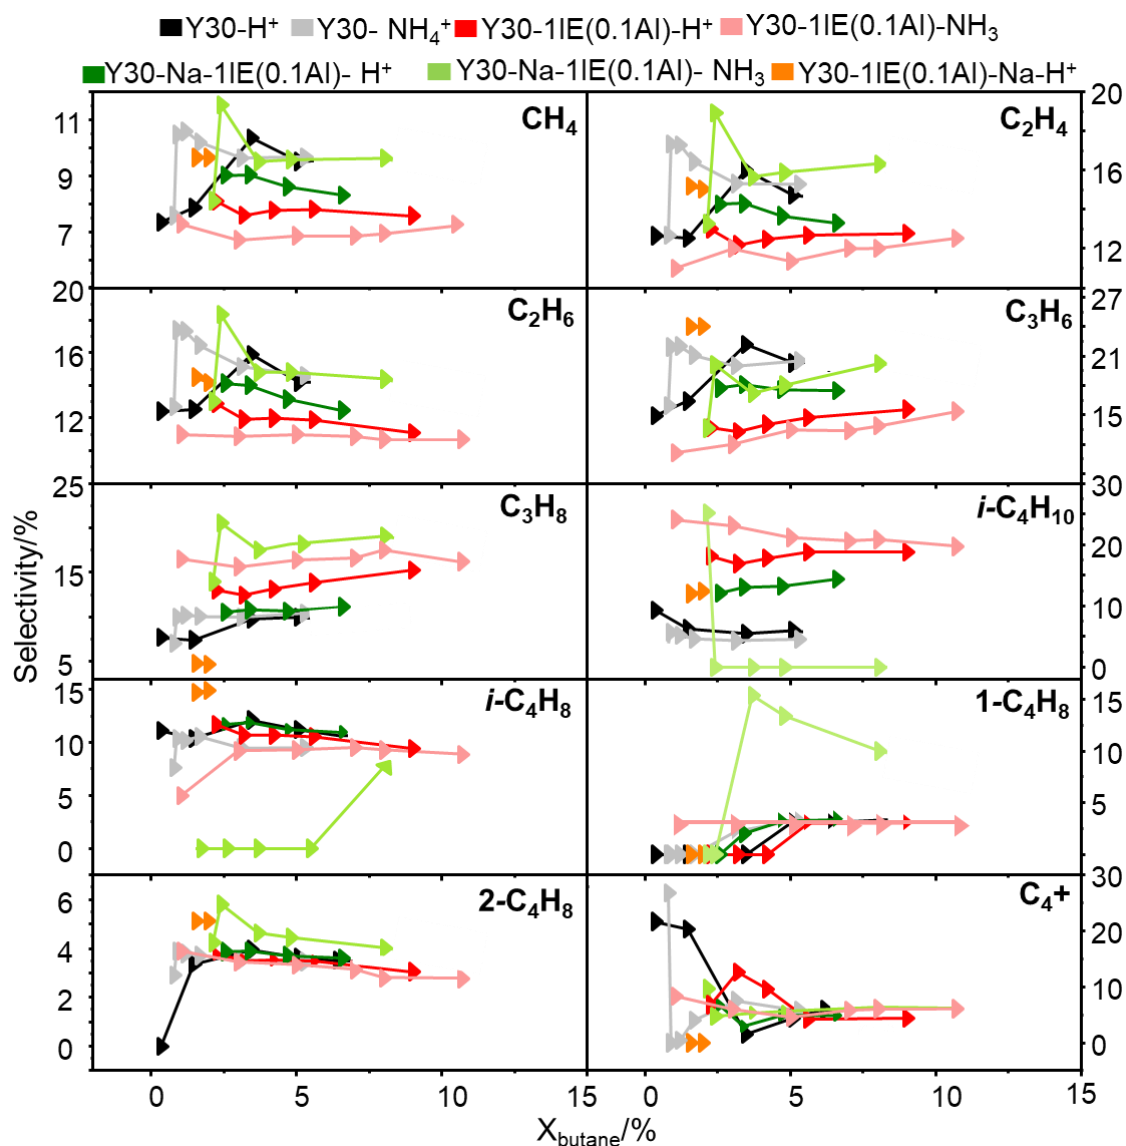 Y30-H⁺ Y30- NH₄⁺ Y30-1IE(0.1Al)-H⁺ Y30-1IE(0.1Al)-NH₃
Y30-Na-1IE(0.1Al)- H⁺ Y30-Na-1IE(0.1Al)- NH₃ Y30-1IE(0.1Al)-Na-H⁺
CH₄
11
9
7
C₂H₄
20
16
12
C₂H₆
20
16
12
C₃H₆
27
21
15
C₃H₈
25
15
5
i-C₄H₁₀
30
20
10
0
i-C₄H₈
15
10
5
0
1-C₄H₈
15
10
5
2-C₄H₈
6
4
2
0
C₄+
30
20
10
0
Selectivity/%
0 5 10 15
0 5 10 15
X_butane/%